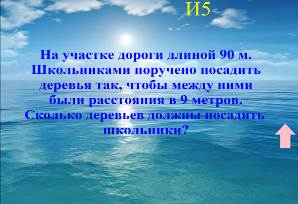 И5
На участке дороги длиной 90 м.
Школьниками поручено посадить
деревья так, чтобы между ними
были расстояния в 9 метров.
Сколько деревьев должны посадить
школьники?